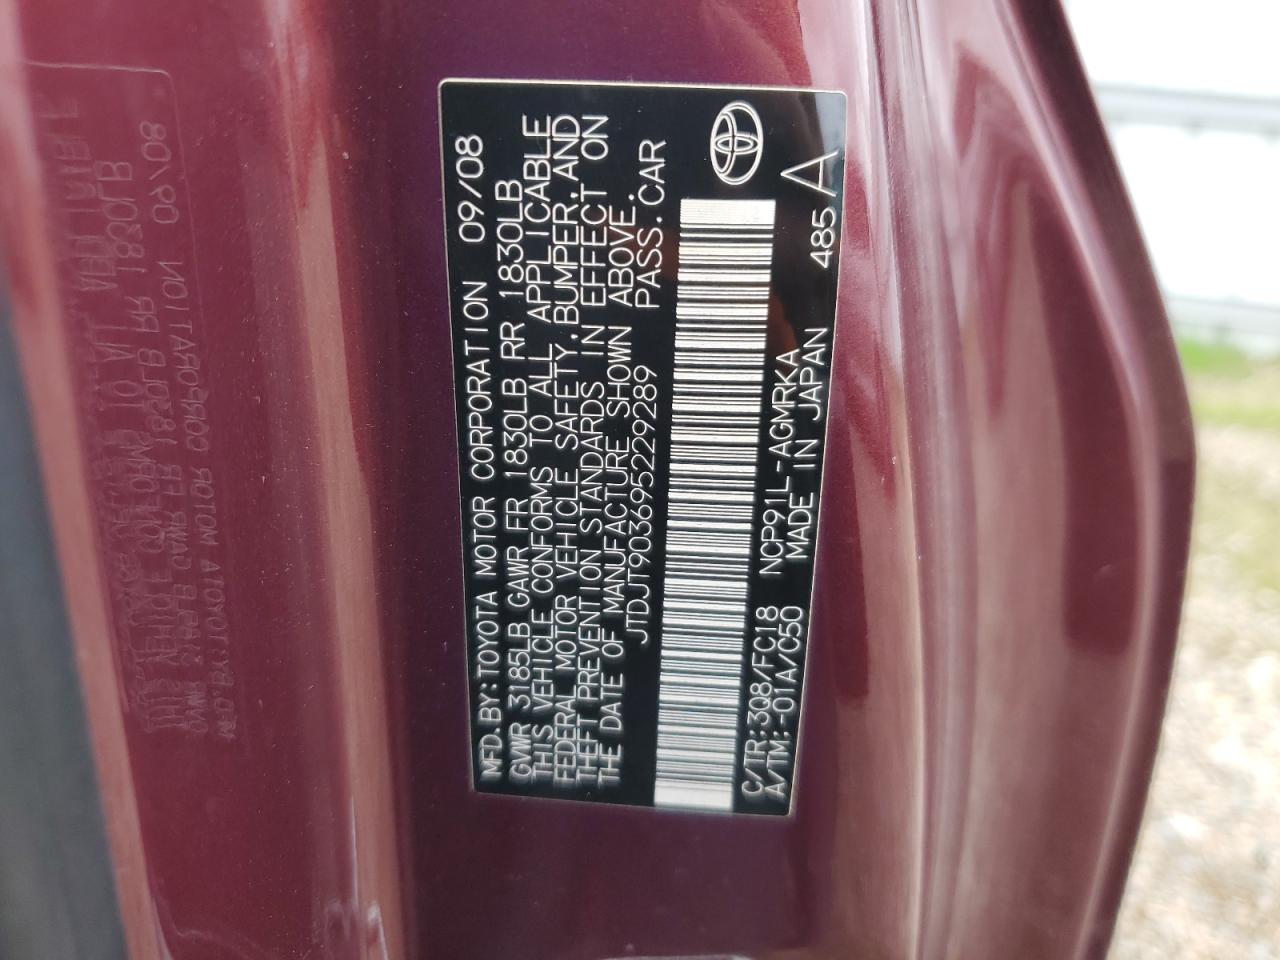 MFD.BY:TOYOTA MOTOR CORPORATION 09/08
GVWR 3185LB GAWR FR 1830LB RR 1830LB
THIS VEHICLE CONFORMS TO ALL APPLICABLE
FEDERAL MOTOR VEHICLE SAFETY,BUMPER,AND
THEFT PREVENTION STANDARDS IN EFFECT ON
THE DATE OF MANUFACTURE SHOWN ABOVE.
JTDJT903695229289 PASS.CAR
C/TR:3Q8/FC18 NCP91L-AGMRKA
A/TM:-01A/C50 MADE IN JAPAN 485A